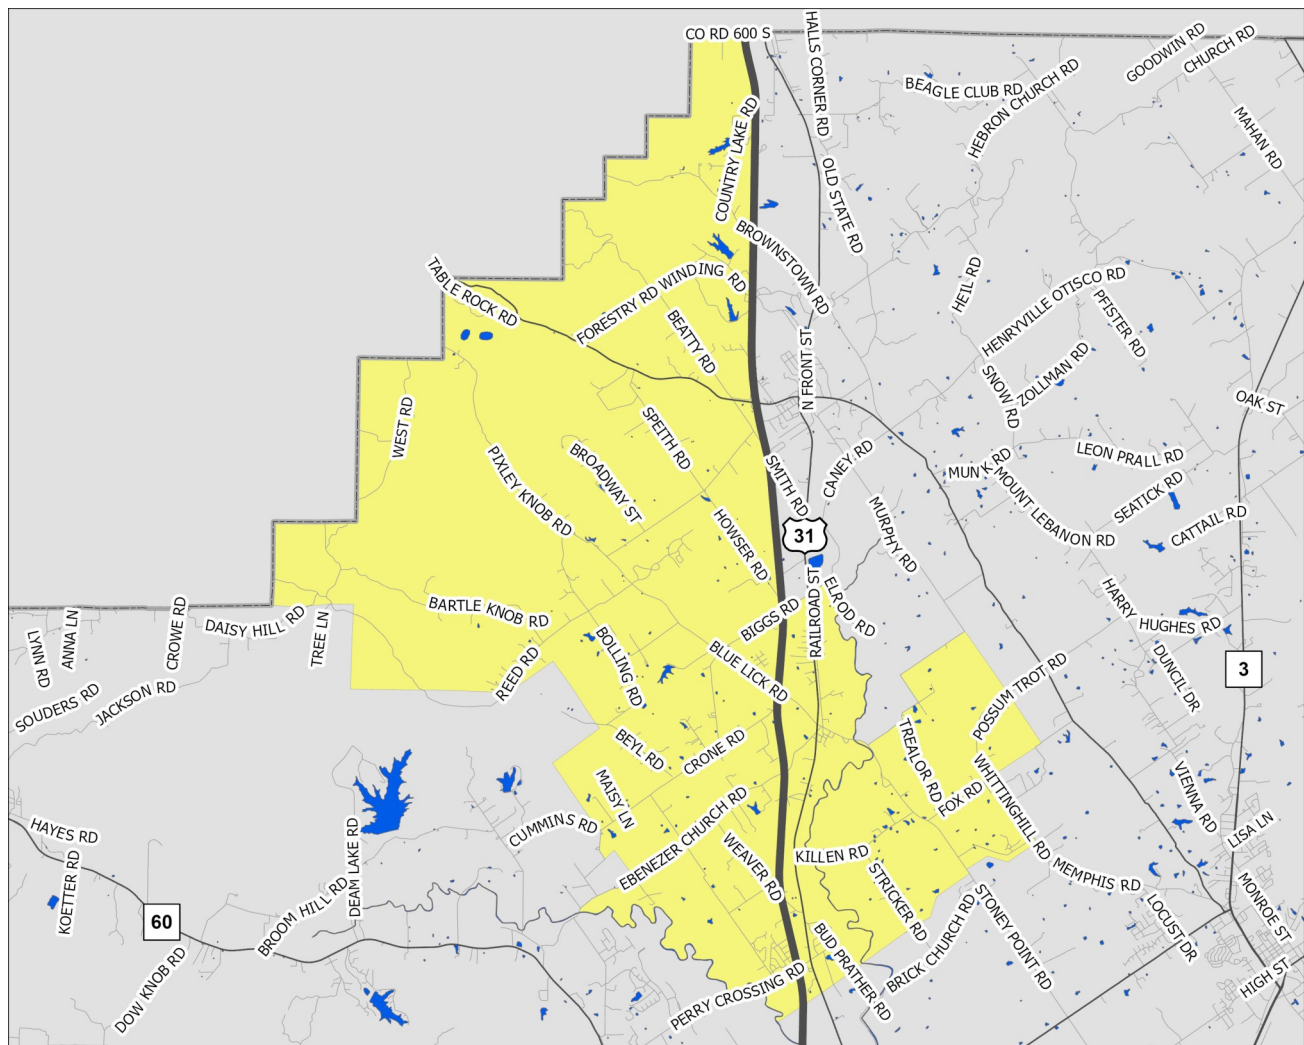 CO RD 600 S
HALLS CORNER RD
GOODWIN RD
CHURCH RD
BEAGLE CLUB RD
HEBRON CHURCH RD
MAHAN RD
COUNTRY LAKE RD
OLD STATE RD
BROWNSTOWN RD
TABLE ROCK RD
FORESTRY RD
WINDING RD
HEIL RD
HENRYVILLE OTISCO RD
PFISTER RD
BEATTY RD
N FRONT ST
SNOW RD
ZOLLMAN RD
OAK ST
WEST RD
SPEITH RD
PIXLEY KNOB RD
BROADWAY ST
SMITH RD
CANEY RD
MUNK RD
LEON PRALL RD
MOUNT LEBANON RD
SEATICK RD
CATTAIL RD
HOWSER RD
31
MURPHY RD
RAILROAD ST
ELROD RD
HARRY HUGHES RD
LYNN RD
ANNA LN
CROWE RD
DAISY HILL RD
TREE LN
BARTLE KNOB RD
BIGGS RD
BOLLING RD
BLUE LICK RD
REED RD
SOUDERS RD
JACKSON RD
POSSUM TROT RD
DUNCIL DR
3
BEYL RD
CRONE RD
TREALOR RD
WHITTINGHILL RD
FOX RD
VIENNA RD
MAISY LN
CUMMINS RD
EBENEZER CHURCH RD
WEAVER RD
KILLEN RD
STRICKER RD
MEMPHIS RD
LISA LN
HAYES RD
KOETTER RD
DEAM LAKE RD
BROOM HILL RD
60
DOW KNOB RD
PERRY CROSSING RD
BUD PRATHER RD
BRICK CHURCH RD
STONEY POINT RD
LOCUST DR
MONROE ST
HIGH ST